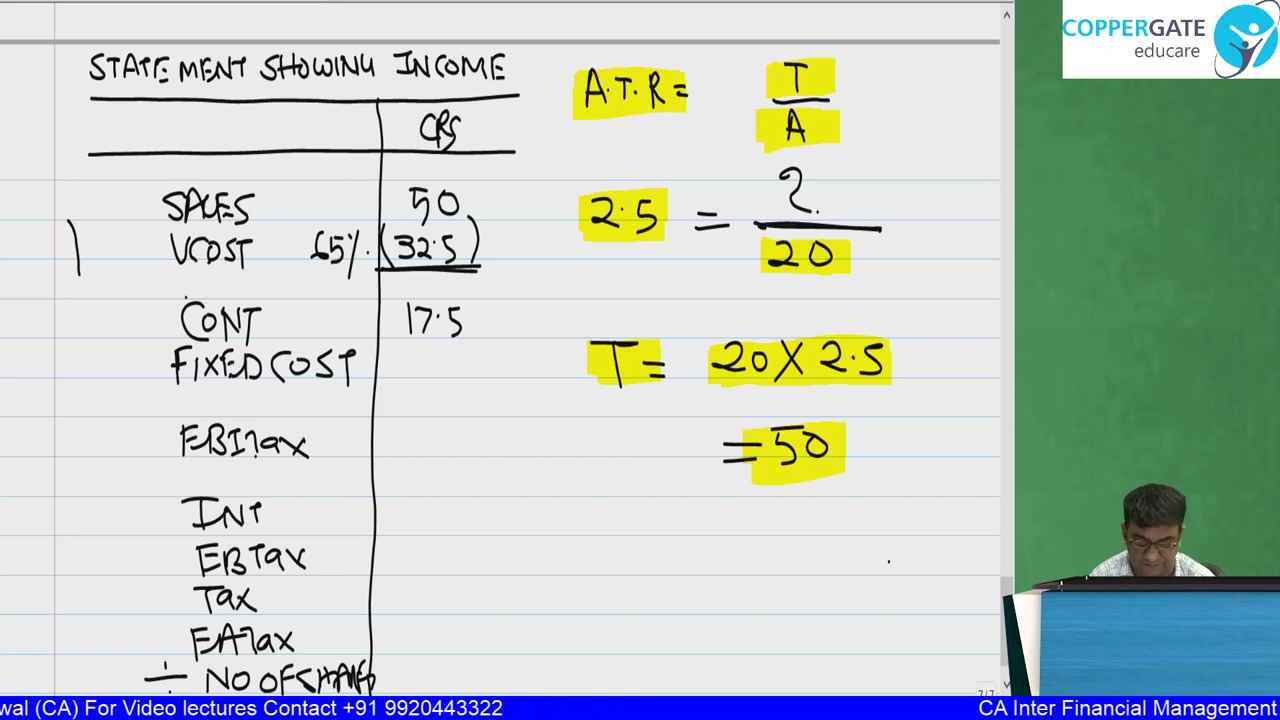 COPPERGATE
educare
STATEMENT SHOWING INCOME
CRS
SALES 50
VCOST 65% (32.5)
CONT 17.5
FIXED COST
EBITax
INT
EBTax
Tax
EATax
÷ NO OF SHARES
A.T.R = T
A
2.5 = ?
20
T = 20 X 2.5
= 50
7/7
wal (CA) For Video lectures Contact +91 9920443322
CA Inter Financial Management